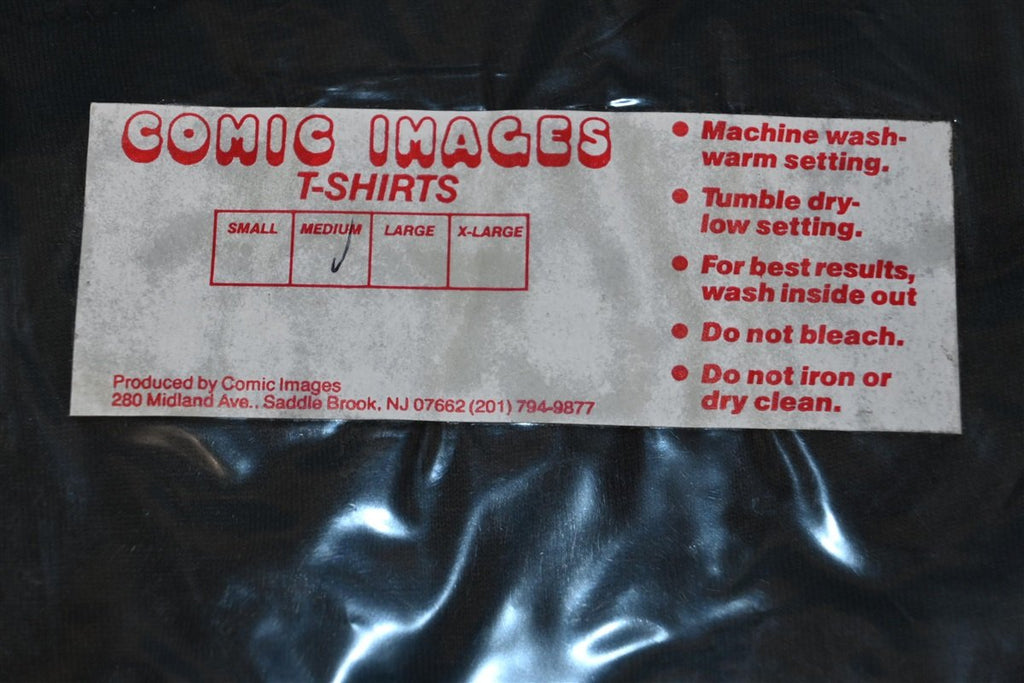 COMIC IMAGES
T-SHIRTS
SMALL MEDIUM LARGE X-LARGE
Produced by Comic Images
280 Midland Ave., Saddle Brook, NJ 07662 (201) 794-9877
• Machine wash-
warm setting.
• Tumble dry-
low setting.
• For best results,
wash inside out
• Do not bleach.
• Do not iron or
dry clean.